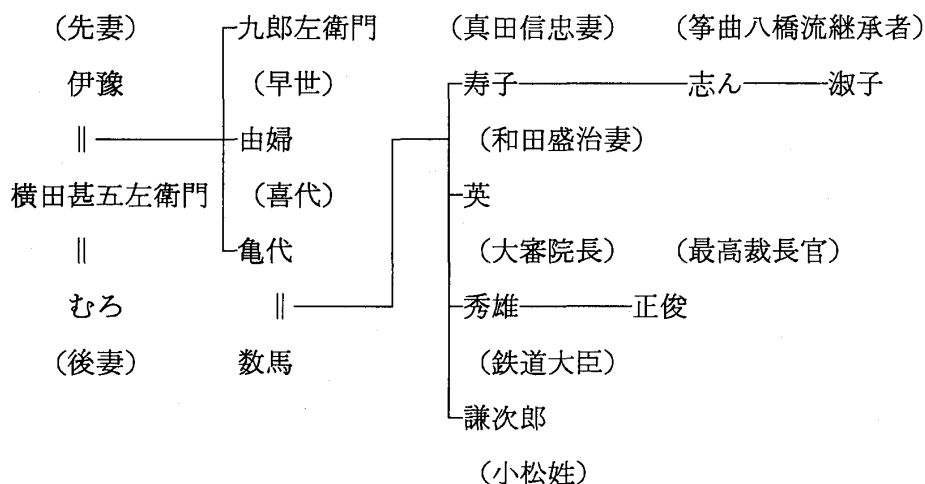 （先妻） 九郎左衛門 （真田信忠妻） （筝曲八橋流継承者）
伊豫 （早世） 寿子 志ん 淑子
由婦 （和田盛治妻）
横田甚五左衛門 （喜代） 英
亀代 （大審院長） （最高裁長官）
むろ 秀雄 正俊
（後妻） 数馬 （鉄道大臣）
謙次郎
（小松姓）